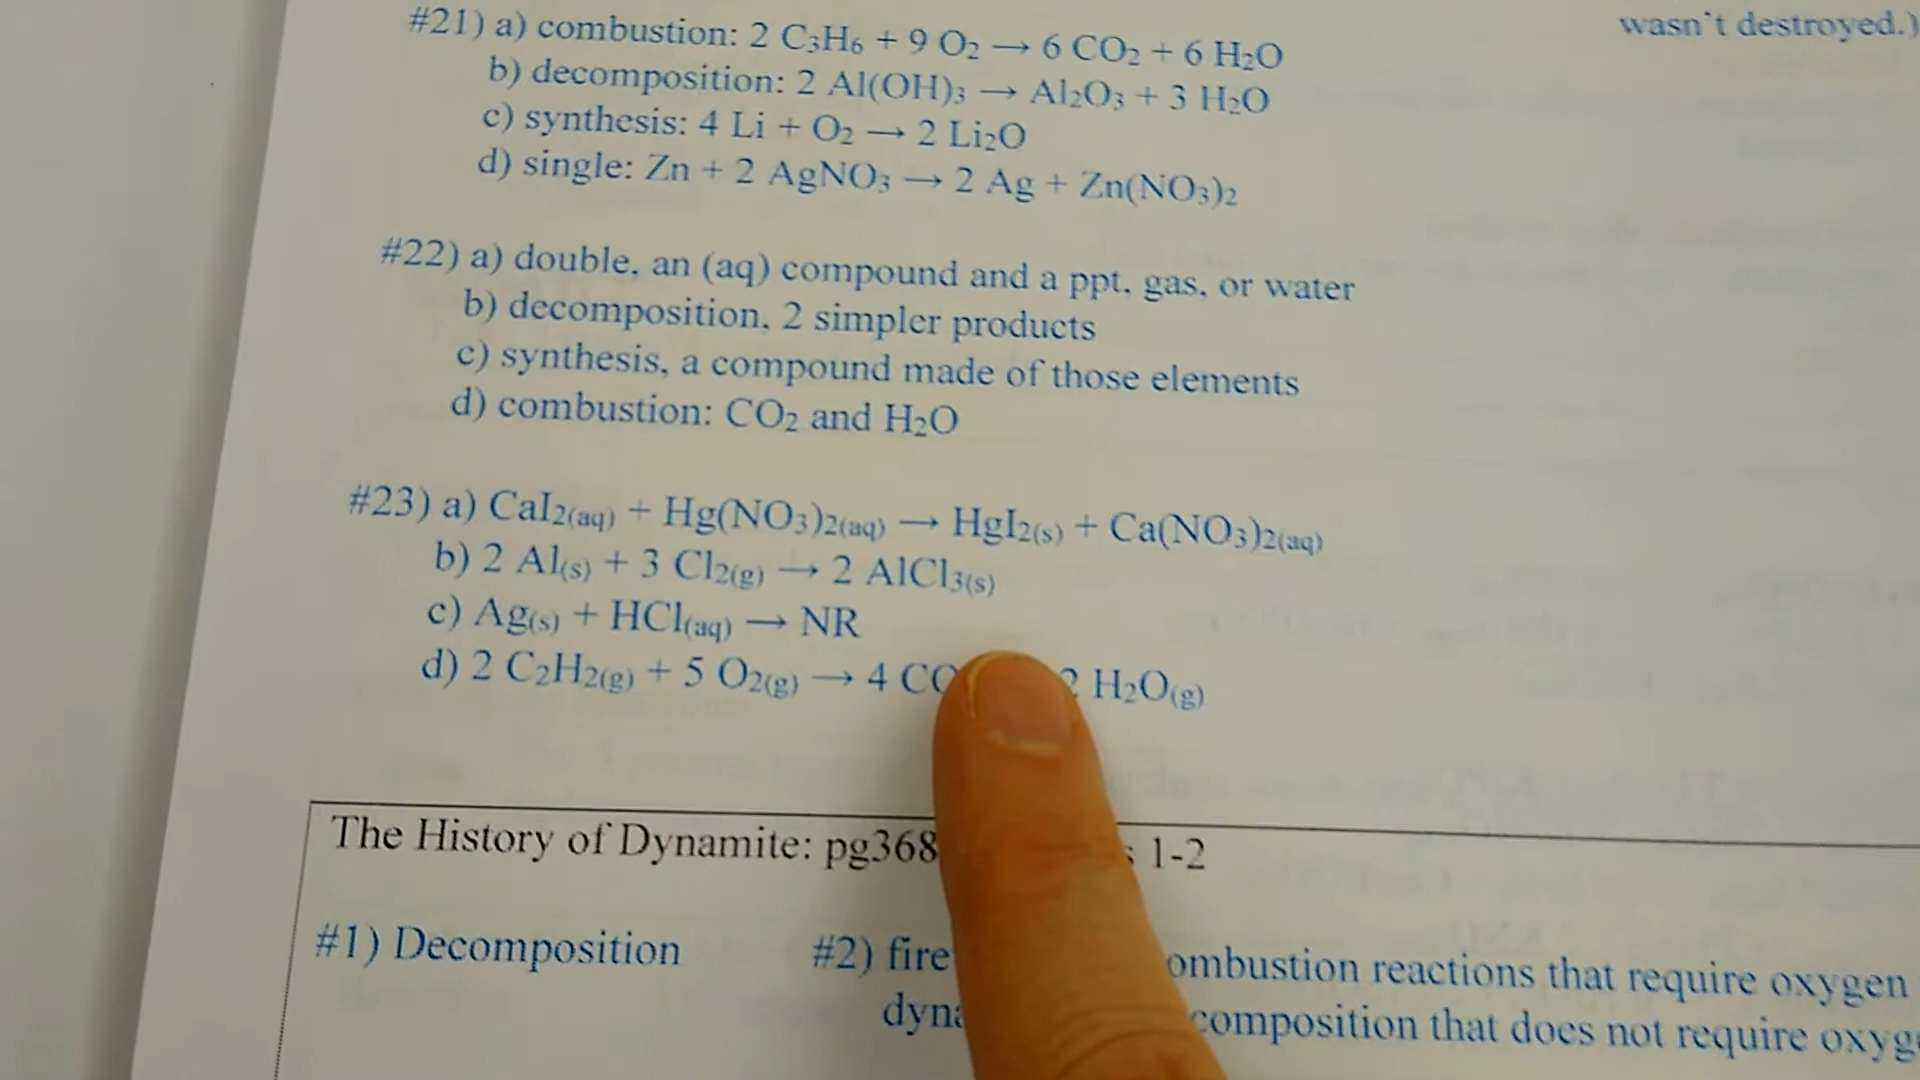 wasn't destroyed.)
#21) a) combustion: 2 C₃H₆ + 9 O₂ → 6 CO₂ + 6 H₂O
b) decomposition: 2 Al(OH)₃ → Al₂O₃ + 3 H₂O
c) synthesis: 4 Li + O₂ → 2 Li₂O
d) single: Zn + 2 AgNO₃ → 2 Ag + Zn(NO₃)₂
#22) a) double, an (aq) compound and a ppt, gas, or water
b) decomposition, 2 simpler products
c) synthesis, a compound made of those elements
d) combustion: CO₂ and H₂O
#23) a) CaI₂(aq) + Hg(NO₃)₂(aq) → HgI₂(s) + Ca(NO₃)₂(aq)
b) 2 Al(s) + 3 Cl₂(g) → 2 AlCl₃(s)
c) Ag(s) + HCl(aq) → NR
d) 2 C₂H₂(g) + 5 O₂(g) → 4 CO 2 H₂O(g)
The History of Dynamite: pg368 1-2
#1) Decomposition
#2) fire ombustion reactions that require oxygen
dyna composition that does not require oxyg